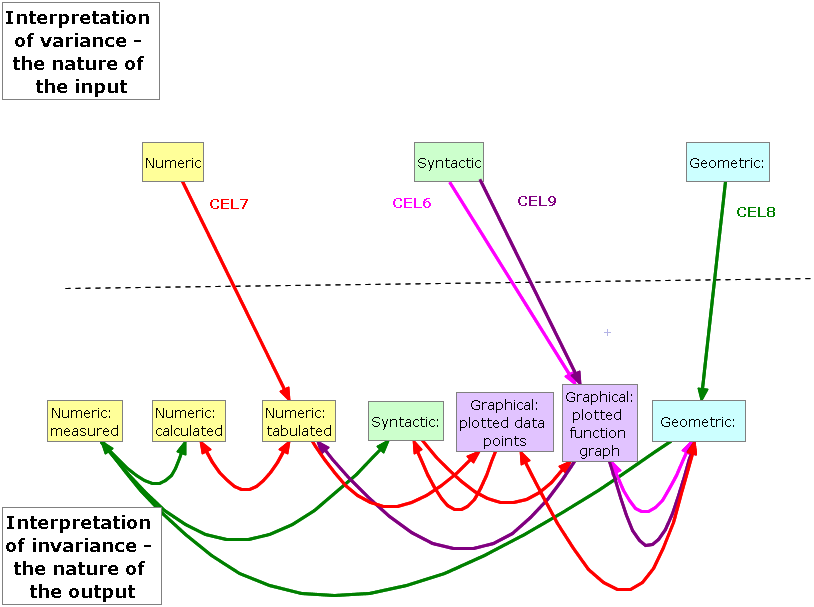 Interpretation
of variance -
the nature of
the input
Numeric
Syntactic
Geometric:
CEL7
CEL6
CEL9
CEL8
Numeric:
measured
Numeric:
calculated
Numeric:
tabulated
Syntactic:
Graphical:
plotted data
points
Graphical:
plotted
function
graph
Geometric:
Interpretation
of invariance -
the nature of
the output